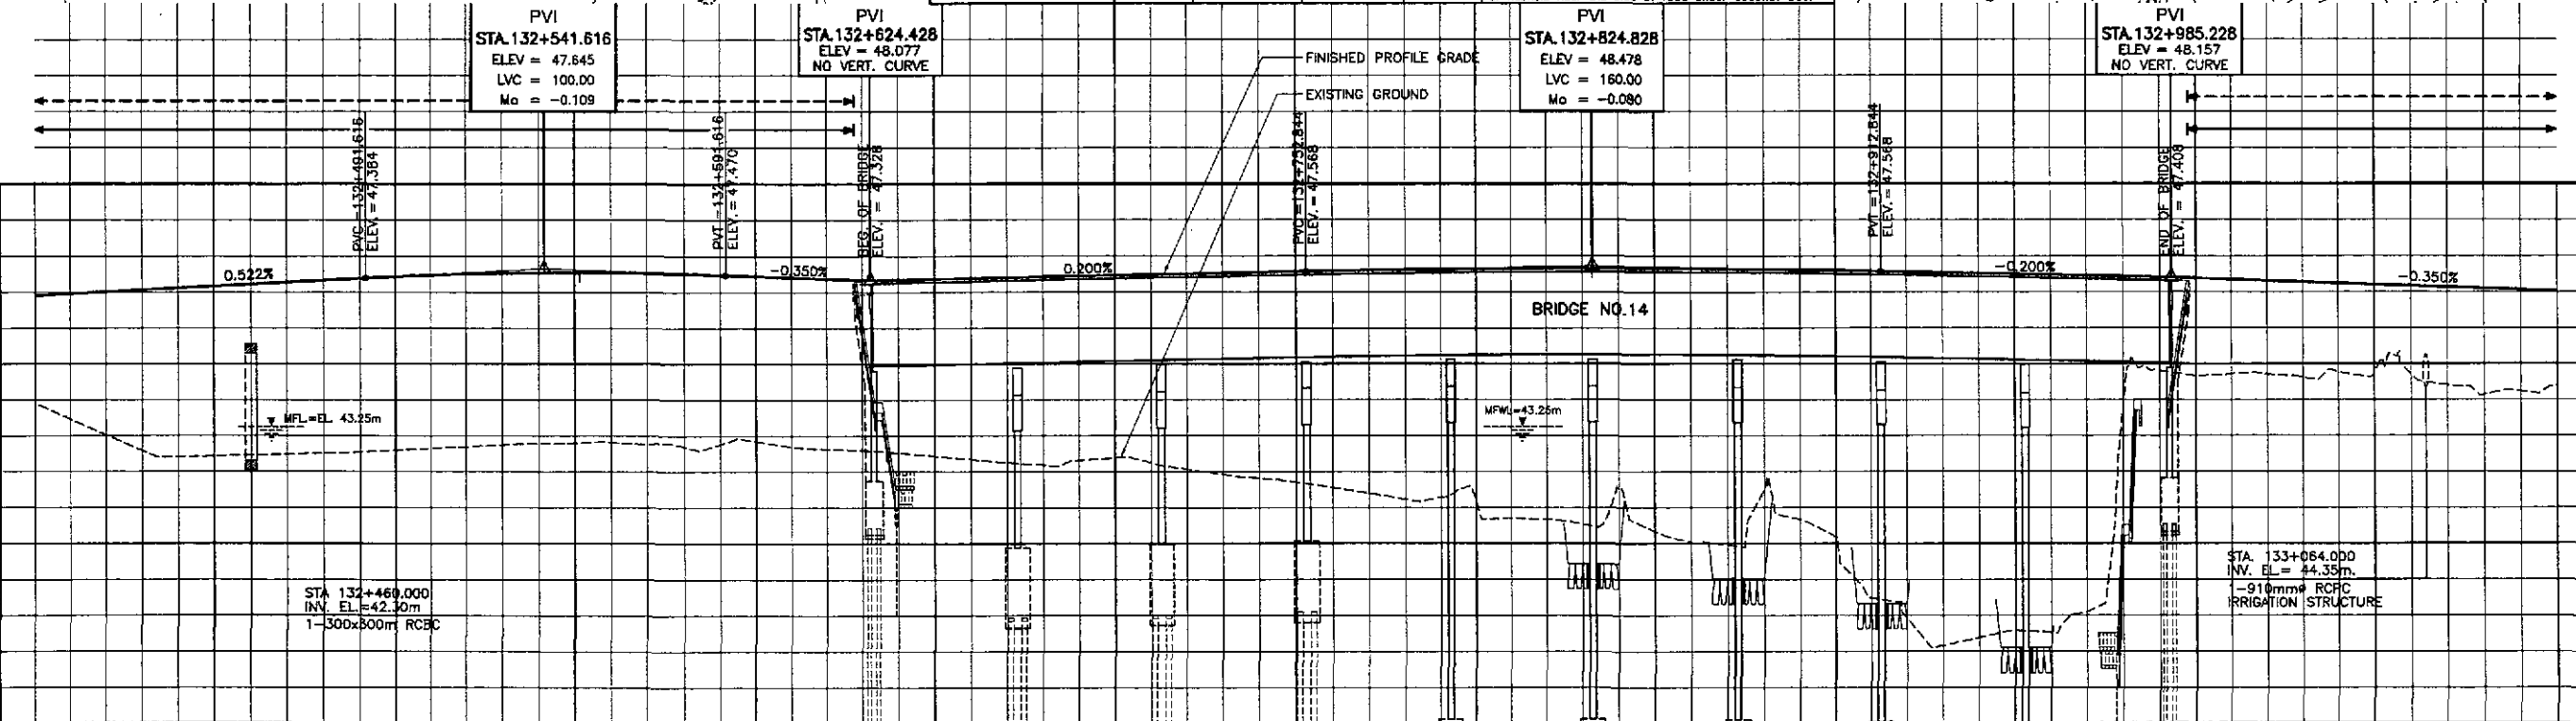 PVI
STA.132+541.616
ELEV = 47.645
LVC = 100.00
Mo = -0.109
PVI
STA.132+624.428
ELEV = 48.077
NO VERT. CURVE
FINISHED PROFILE GRADE
EXISTING GROUND
PVI
STA.132+824.828
ELEV = 48.478
LVC = 160.00
Mo = -0.080
PVI
STA.132+985.228
ELEV = 48.157
NO VERT. CURVE
PVC=132+491.616
ELEV.= 47.384
PVT=132+591.616
ELEV.= 47.470
BEG. OF BRIDGE
ELEV. = 47.328
PVC=132+752.844
ELEV.= 47.568
PVT=132+912.844
ELEV.= 47.568
END OF BRIDGE
ELEV. = 47.408
0.522%
-0.350%
0.200%
-0.200%
-0.350%
BRIDGE NO.14
MFL=EL. 43.25m
MFWL=43.25m
STA 132+460.000
INV. EL.=42.30m
1-300x300m RCBC
STA. 133+064.000
INV. EL= 44.35m.
1-910mmø RCPC
IRRIGATION STRUCTURE